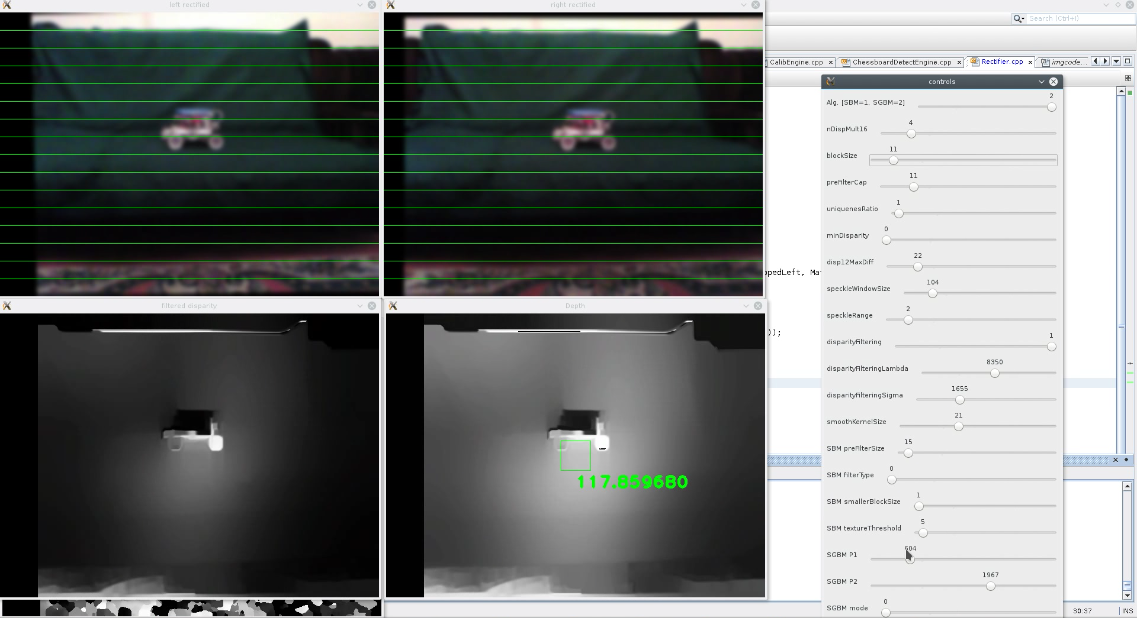 left rectified
right rectified
Search (Ctrl+I)
CalibEngine.cpp
ChessboardDetectEngine.cpp
Rectifier.cpp
imgcode...
controls
Alg. [SBM=1, SGBM=2]
2
nDispMult16
4
blockSize
11
preFilterCap
11
uniquenesRatio
1
minDisparity
0
disp12MaxDiff
22
ppedLeft, Mat
speckleWindowSize
104
filtered disparity
Depth
speckleRange
2
));
disparityFiltering
1
disparityFilteringLambda
8350
disparityFilteringSigma
1655
smoothKernelSize
21
SBM preFilterSize
15
SBM filterType
0
117.859680
SBM smallerBlockSize
1
SBM textureThreshold
5
SGBM P1
604
SGBM P2
1967
SGBM mode
0
30:37
INS